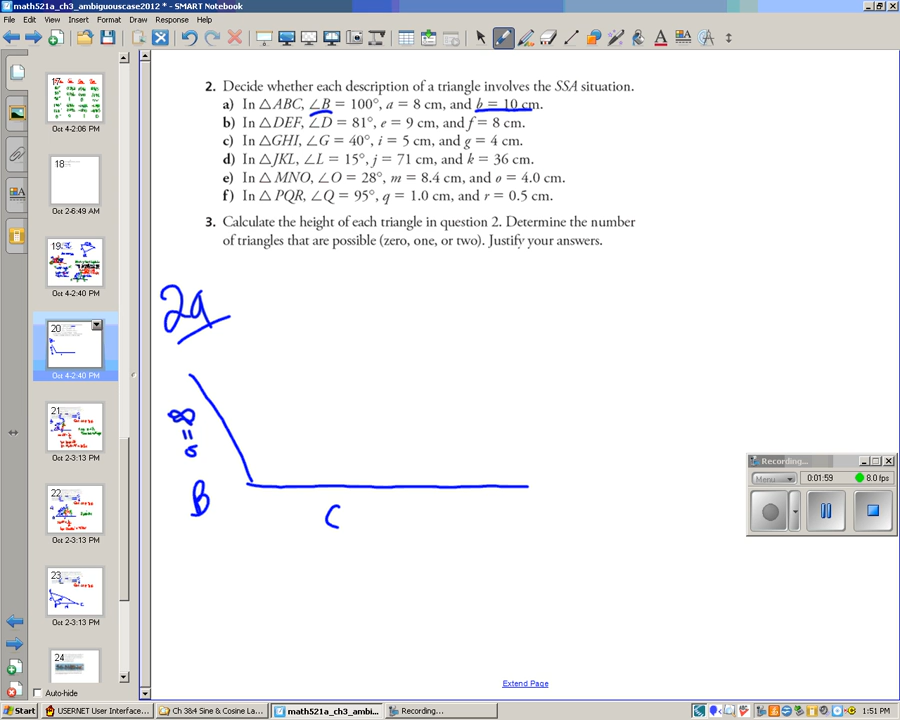 math521a_ch3_ambiguouscase2012 * - SMART Notebook
File Edit View Insert Format Draw Response Help
17
Oct 4-2:06 PM
18
Oct 2-6:49 AM
19
Oct 4-2:40 PM
20
Oct 4-2:40 PM
21
Oct 2-3:13 PM
22
Oct 2-3:13 PM
23
Oct 2-3:13 PM
24
Auto-hide
2. Decide whether each description of a triangle involves the SSA situation.
a) In △ABC, ∠B = 100°, a = 8 cm, and b = 10 cm.
b) In △DEF, ∠D = 81°, e = 9 cm, and f = 8 cm.
c) In △GHI, ∠G = 40°, i = 5 cm, and g = 4 cm.
d) In △JKL, ∠L = 15°, j = 71 cm, and k = 36 cm.
e) In △MNO, ∠O = 28°, m = 8.4 cm, and o = 4.0 cm.
f) In △PQR, ∠Q = 95°, q = 1.0 cm, and r = 0.5 cm.
3. Calculate the height of each triangle in question 2. Determine the number
of triangles that are possible (zero, one, or two). Justify your answers.
2a
B
C
Recording...
Menu
0:01:59
8.0 fps
Extend Page
Start
USERNET User Interface...
Ch 3&4 Sine & Cosine La...
math521a_ch3_ambi...
Recording...
1:51 PM